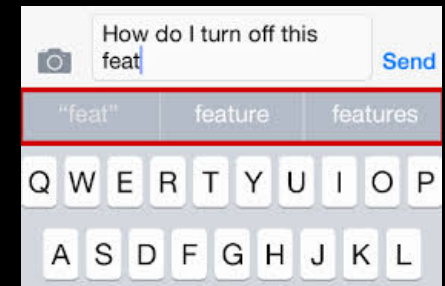 How do I turn off this
feat
Send
"feat" feature features
Q W E R T Y U I O P
A S D F G H J K L